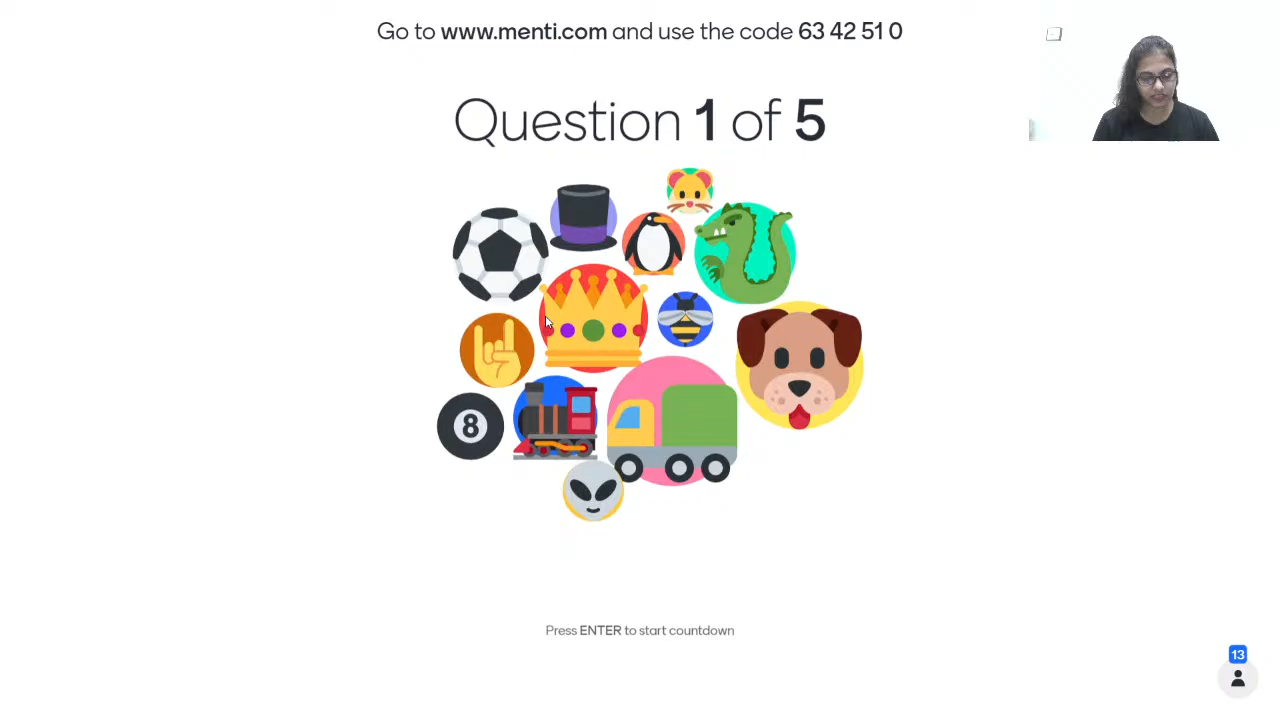 Go to www.menti.com and use the code 63 42 51 0
Question 1 of 5
8
Press ENTER to start countdown
13